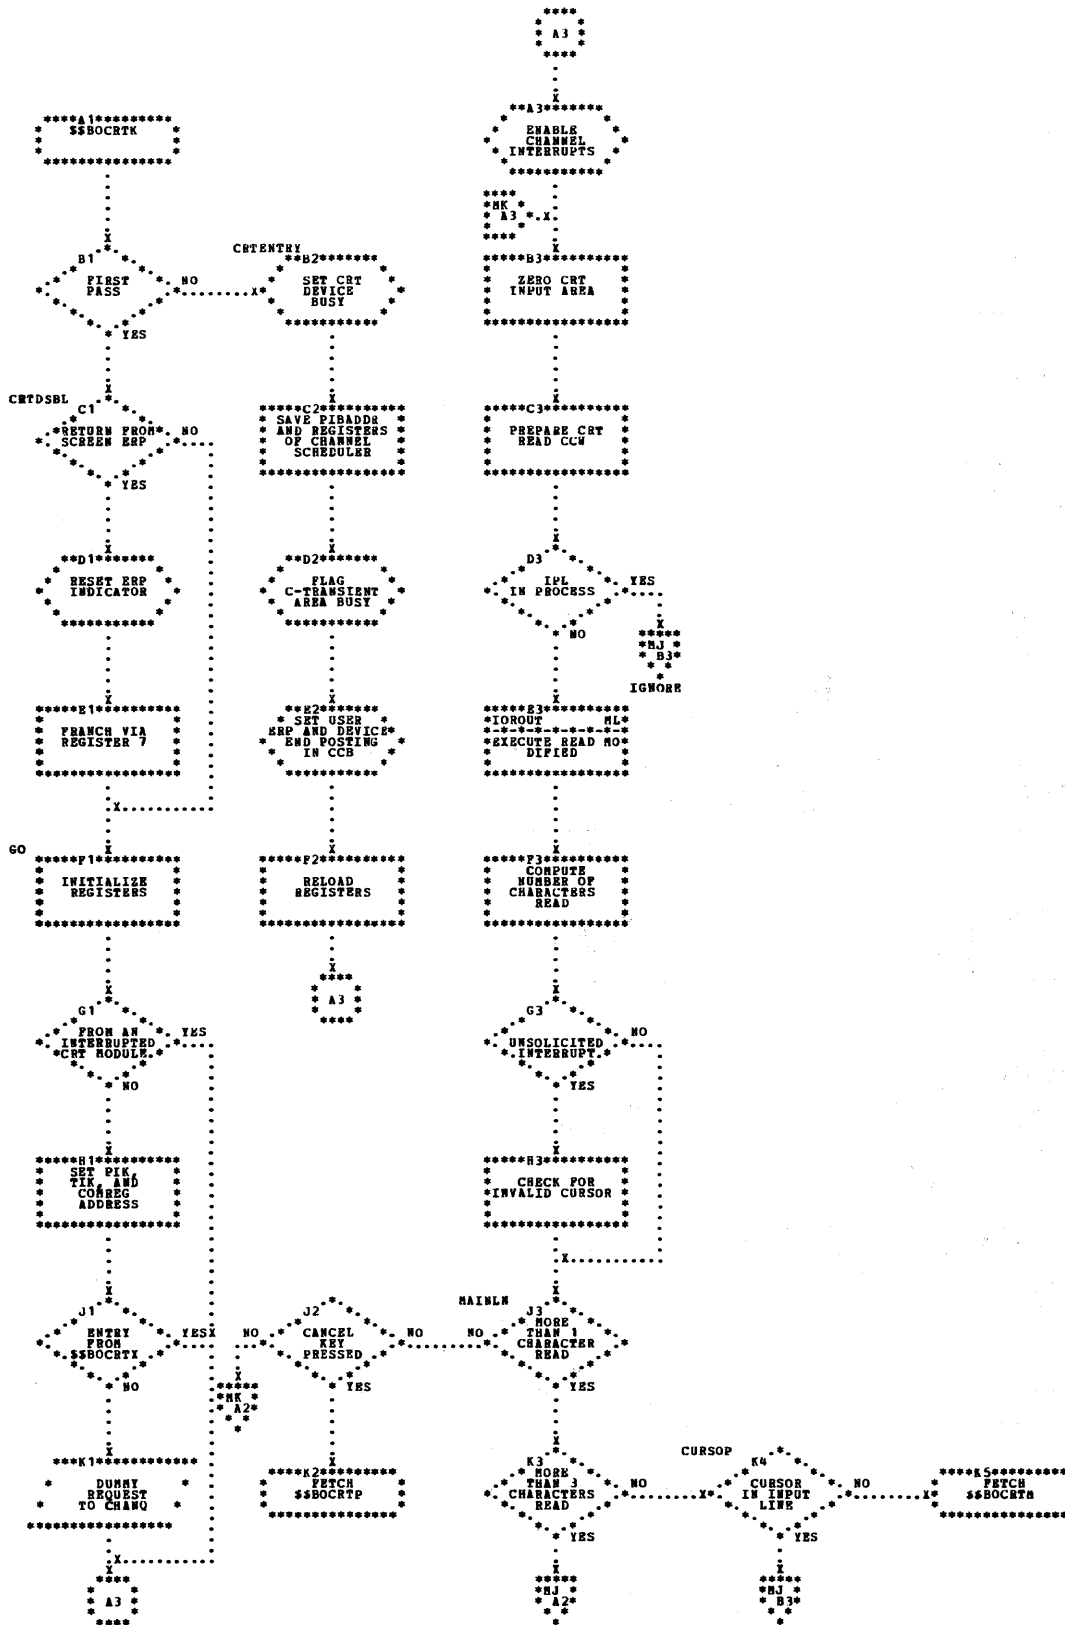 A3
A1
$$BOCRTK
A3
ENABLE
CHANNEL
INTERRUPTS
MK
A3
B1
FIRST
PASS
NO
YES
CRTENTRY
B2
SET CRT
DEVICE
BUSY
B3
ZERO CRT
INPUT AREA
CRTDSBL
C1
RETURN FROM
SCREEN ERP
NO
YES
C2
SAVE PIBADDR
AND REGISTERS
OF CHANNEL
SCHEDULER
C3
PREPARE CRT
READ CCW
D1
RESET ERP
INDICATOR
D2
FLAG
C-TRANSIENT
AREA BUSY
D3
IPL
IN PROCESS
YES
NO
MJ
B3
IGNORE
E1
BRANCH VIA
REGISTER 7
E2
SET USER
ERP AND DEVICE
END POSTING
IN CCB
E3
IOROUT ML
EXECUTE READ MO
DIFIED
GO
F1
INITIALIZE
REGISTERS
F2
RELOAD
REGISTERS
F3
COMPUTE
NUMBER OF
CHARACTERS
READ
A3
G1
FROM AN
INTERRUPTED
CRT MODULE.
YES
NO
G3
UNSOLICITED
INTERRUPT.
NO
YES
H1
SET PIK,
TIK, AND
COMREG
ADDRESS
H3
CHECK FOR
INVALID CURSOR
J1
ENTRY
FROM
$$BOCRTX
YES
NO
J2
CANCEL
KEY
PRESSED
NO
NO
YES
MAINLN
J3
MORE
THAN 1
CHARACTER
READ
NO
YES
MK
A2
K1
DUMMY
REQUEST
TO CHANQ
K2
FETCH
$$BOCRTP
K3
MORE
THAN 3
CHARACTERS
READ
NO
YES
CURSOP
K4
CURSOR
IN INPUT
LINE
NO
YES
K5
FETCH
$$BOCRTM
A3
MJ
A2
MJ
B3